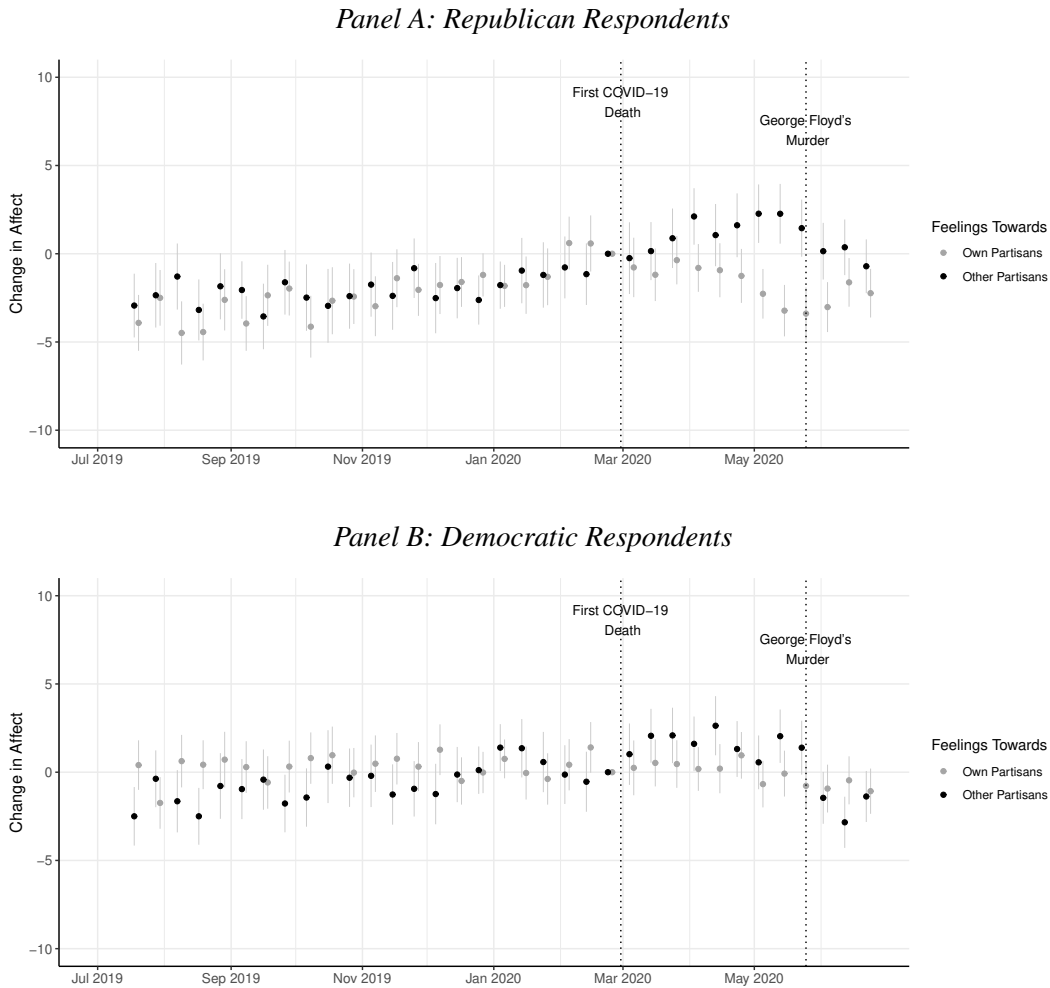 Panel A: Republican Respondents
10
5
0
−5
−10
Change in Affect
First COVID−19
Death
George Floyd's
Murder
Feelings Towards
Own Partisans
Other Partisans
Jul 2019
Sep 2019
Nov 2019
Jan 2020
Mar 2020
May 2020
Panel B: Democratic Respondents
10
5
0
−5
−10
Change in Affect
First COVID−19
Death
George Floyd's
Murder
Feelings Towards
Own Partisans
Other Partisans
Jul 2019
Sep 2019
Nov 2019
Jan 2020
Mar 2020
May 2020